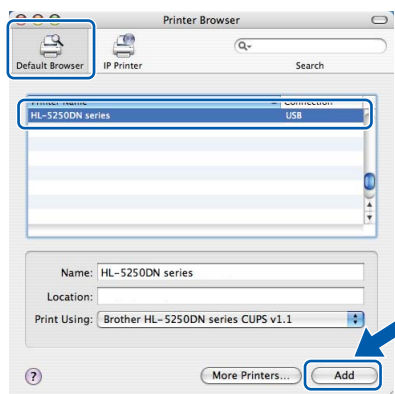 Printer Browser
Default Browser
IP Printer
Q-
Search
Printer Name
Connection
HL-5250DN series
USB
Name: HL-5250DN series
Location:
Print Using: Brother HL-5250DN series CUPS v1.1
?
More Printers...
Add